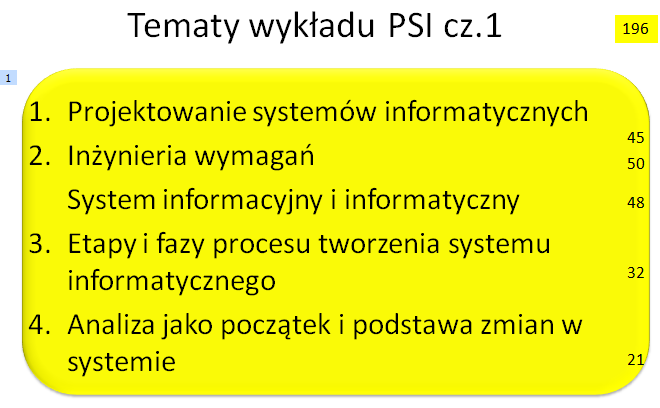 Tematy wykładu PSI cz.1
196
1
1. Projektowanie systemów informatycznych
45
2. Inżynieria wymagań
50
System informacyjny i informatyczny
48
3. Etapy i fazy procesu tworzenia systemu
informatycznego
32
4. Analiza jako początek i podstawa zmian w
systemie
21